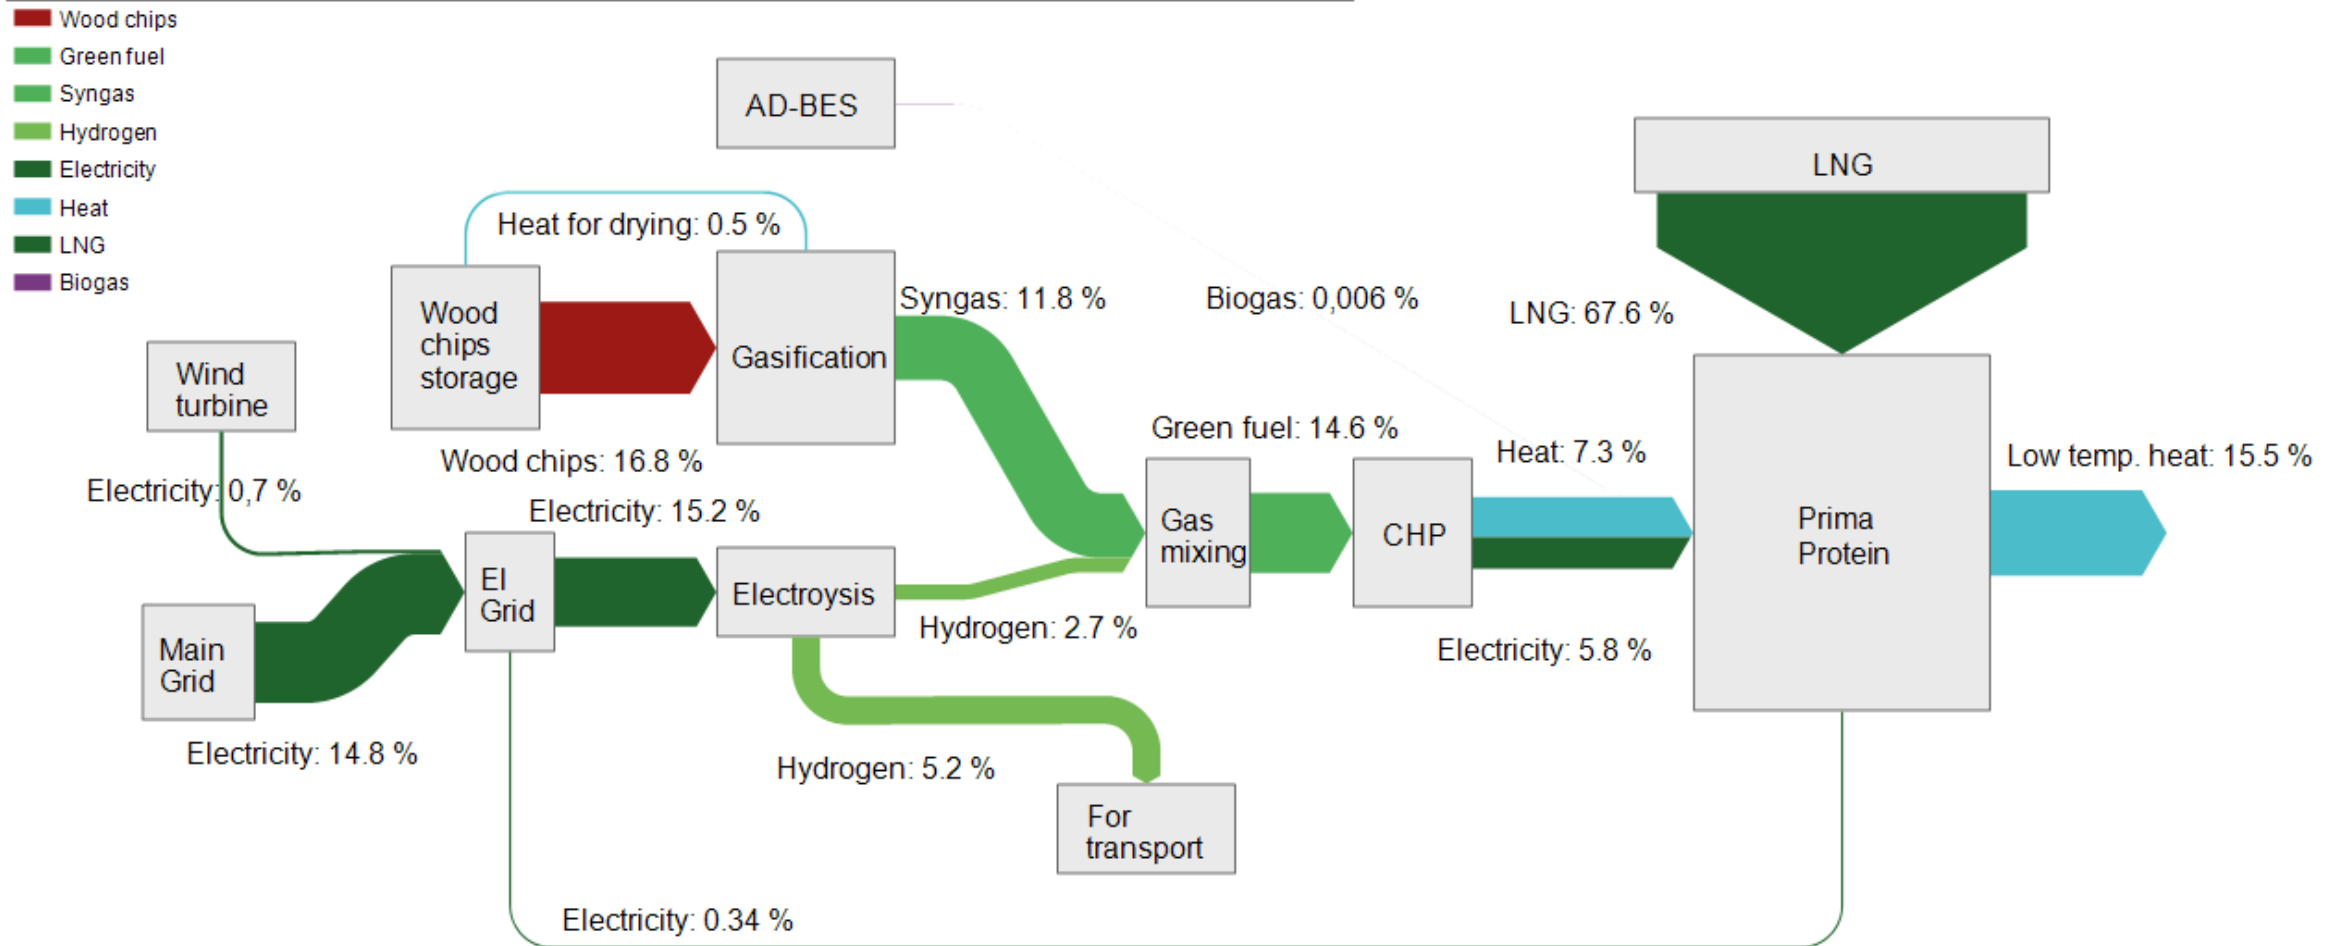 Wood chips
Green fuel
Syngas
Hydrogen
Electricity
Heat
LNG
Biogas
AD-BES
LNG
Heat for drying: 0.5 %
Wood
chips
storage
Gasification
Syngas: 11.8 %
Biogas: 0,006 %
LNG: 67.6 %
Wind
turbine
Wood chips: 16.8 %
Green fuel: 14.6 %
Heat: 7.3 %
Low temp. heat: 15.5 %
Electricity: 0,7 %
Electricity: 15.2 %
El
Grid
Electroysis
Gas
mixing
CHP
Prima
Protein
Main
Grid
Hydrogen: 2.7 %
Electricity: 5.8 %
Electricity: 14.8 %
Hydrogen: 5.2 %
For
transport
Electricity: 0.34 %